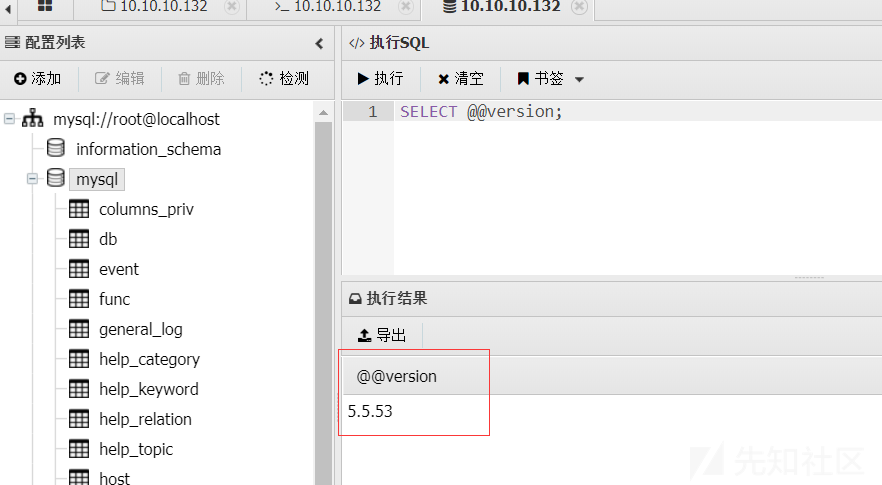 10.10.10.132 10.10.10.132 10.10.10.132
配置列表
添加 编辑 删除 检测
mysql://root@localhost
information_schema
mysql
columns_priv
db
event
func
general_log
help_category
help_keyword
help_relation
help_topic
host
执行SQL
执行 清空 书签
1 SELECT @@version;
执行结果
导出
@@version
5.5.53
先知社区